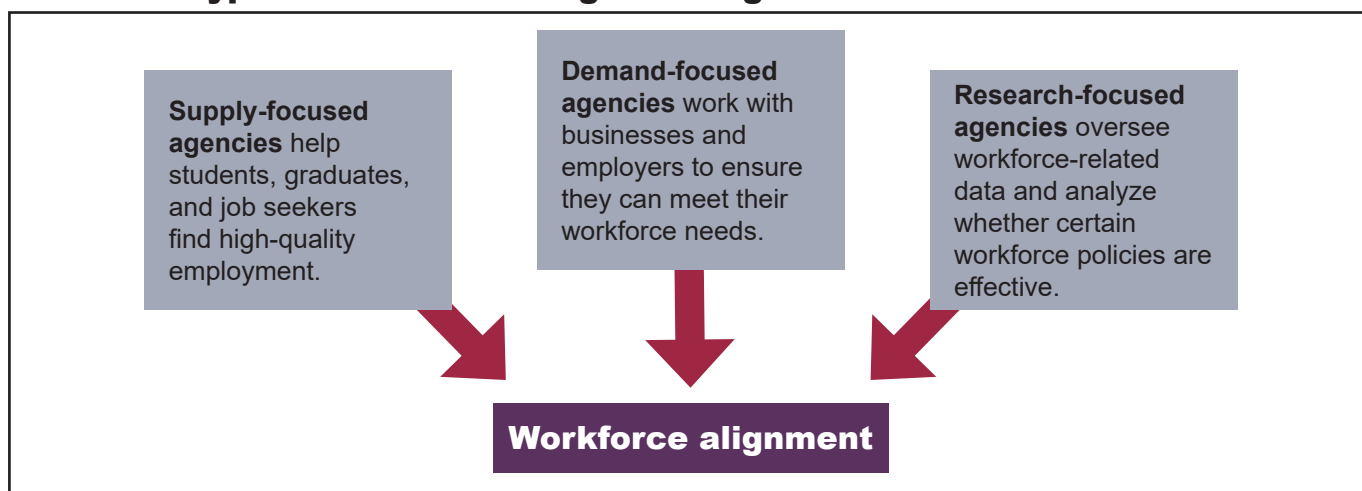 Supply-focused
agencies help
students, graduates,
and job seekers
find high-quality
employment.
Demand-focused
agencies work with
businesses and
employers to ensure
they can meet their
workforce needs.
Research-focused
agencies oversee
workforce-related
data and analyze
whether certain
workforce policies are
effective.
Workforce alignment